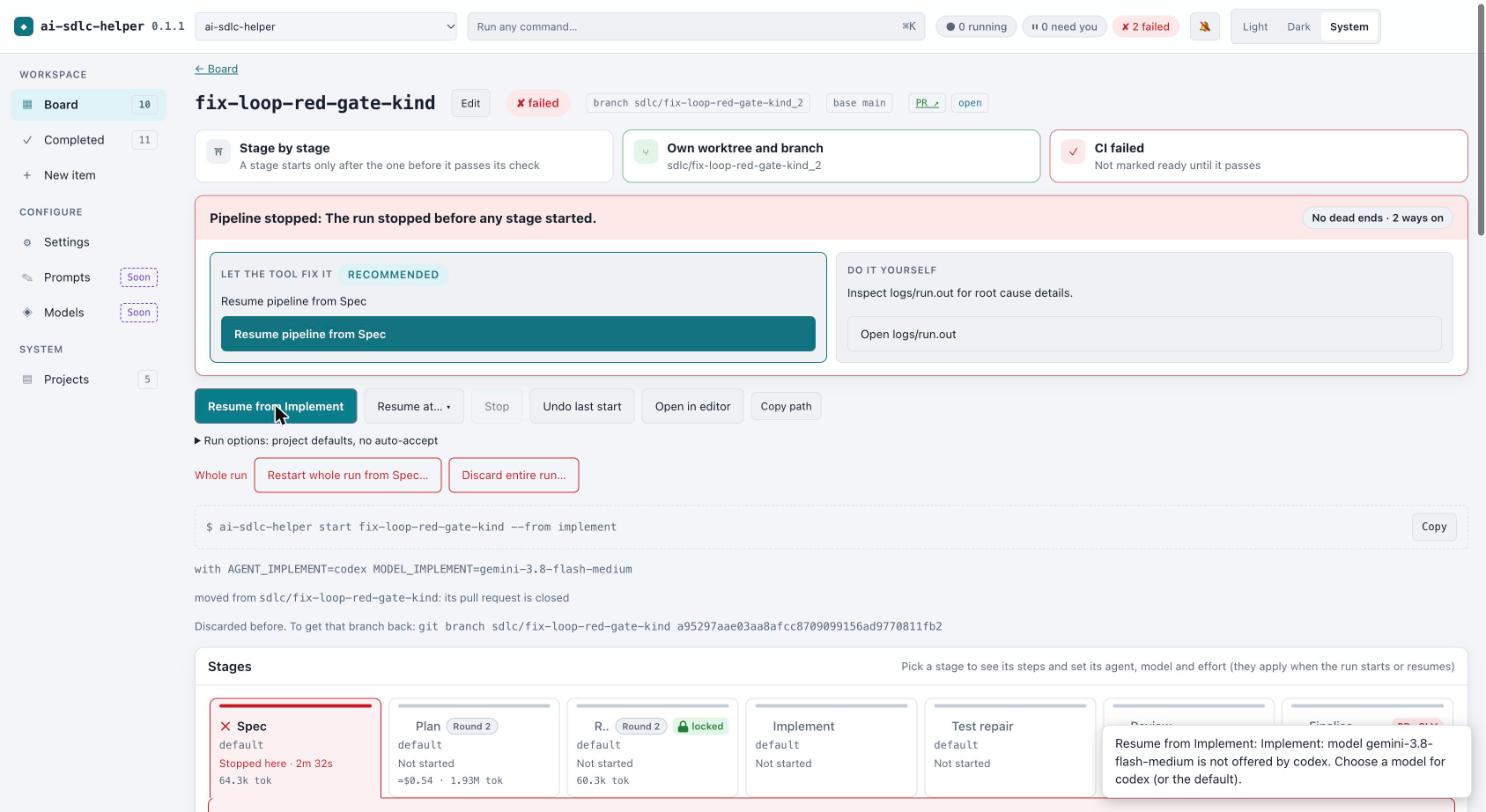 ai-sdlc-helper 0.1.1
ai-sdlc-helper
Run any command...
⌘K
0 running
0 need you
✘ 2 failed
Light
Dark
System
WORKSPACE
Board 10
Completed 11
New item
CONFIGURE
Settings
Prompts Soon
Models Soon
SYSTEM
Projects 5
← Board
fix-loop-red-gate-kind
Edit
✘ failed
branch sdlc/fix-loop-red-gate-kind_2
base main
PR ↗
open
Stage by stage
A stage starts only after the one before it passes its check
Own worktree and branch
sdlc/fix-loop-red-gate-kind_2
CI failed
Not marked ready until it passes
Pipeline stopped: The run stopped before any stage started.
No dead ends · 2 ways on
LET THE TOOL FIX IT RECOMMENDED
Resume pipeline from Spec
Resume pipeline from Spec
DO IT YOURSELF
Inspect logs/run.out for root cause details.
Open logs/run.out
Resume from Implement
Resume at... ▾
Stop
Undo last start
Open in editor
Copy path
▶ Run options: project defaults, no auto-accept
Whole run
Restart whole run from Spec...
Discard entire run...
$ ai-sdlc-helper start fix-loop-red-gate-kind --from implement
Copy
with AGENT_IMPLEMENT=codex MODEL_IMPLEMENT=gemini-3.8-flash-medium
moved from sdlc/fix-loop-red-gate-kind: its pull request is closed
Discarded before. To get that branch back: git branch sdlc/fix-loop-red-gate-kind a95297aae03aa8afcc8709099156ad9770811fb2
Stages
Pick a stage to see its steps and set its agent, model and effort (they apply when the run starts or resumes)
Spec
default
Stopped here · 2m 32s
64.3k tok
Plan Round 2
default
Not started
≈$0.54 · 1.93M tok
R.. Round 2 locked
default
Not started
60.3k tok
Implement
default
Not started
Test repair
default
Not started
Resume from Implement: Implement: model gemini-3.8-
flash-medium is not offered by codex. Choose a model for
codex (or the default).